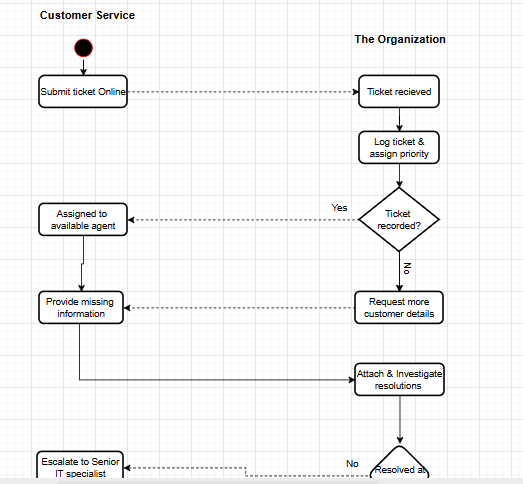 Customer Service
The Organization
Submit ticket Online
Ticket recieved
Log ticket &
assign priority
Yes
Assigned to
available agent
Ticket
recorded?
No
Provide missing
information
Request more
customer details
Attach & Investigate
resolutions
Escalate to Senior
IT specialist
No
Resolved at